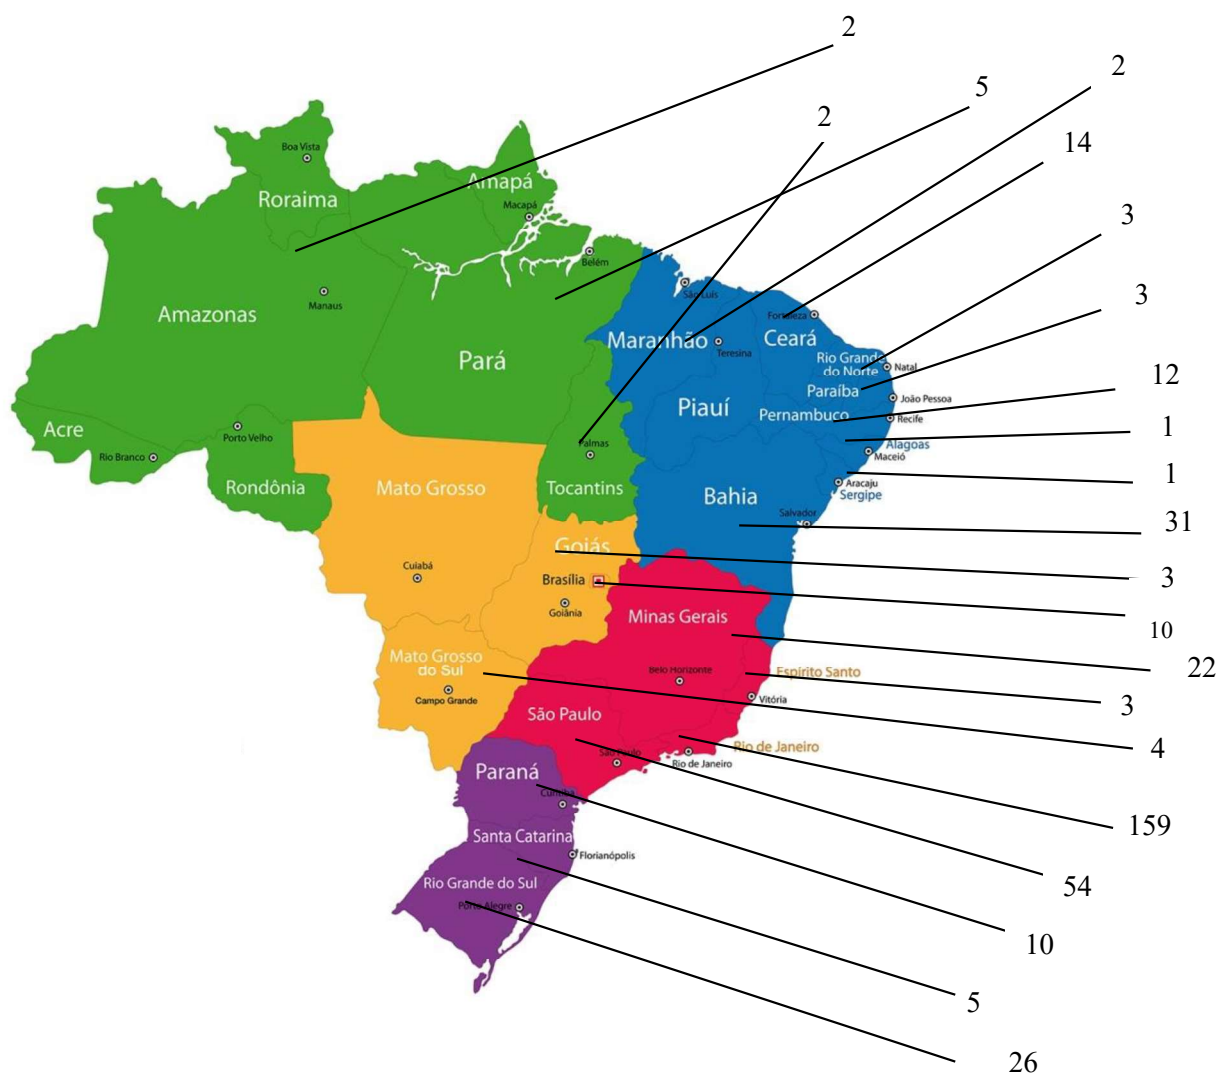 2
2
5
2
14
Boa Vista
Amapá
Roraima
Macapá
3
Belém
São Luis
3
Manaus
Amazonas
Fortaleza
Maranhão
Ceará
Teresina
Pará
Rio Grande
do Norte
Natal
12
Paraíba
João Pessoa
Piauí
Pernambuco
Recife
Acre
Porto Velho
1
Palmas
Alagoas
Rio Branco
Maceió
1
Rondônia
Mato Grosso
Tocantins
Bahia
Aracaju
Sergipe
Salvador
31
Goiás
Cuiabá
Brasília
3
Goiânia
Minas Gerais
10
Mato Grosso
do Sul
Belo Horizonte
Espírito Santo
22
Campo Grande
Vitória
3
São Paulo
Rio de Janeiro
4
São Paulo
Rio de Janeiro
Paraná
Curitiba
159
Santa Catarina
Florianópolis
Rio Grande do Sul
54
Porto Alegre
10
5
26